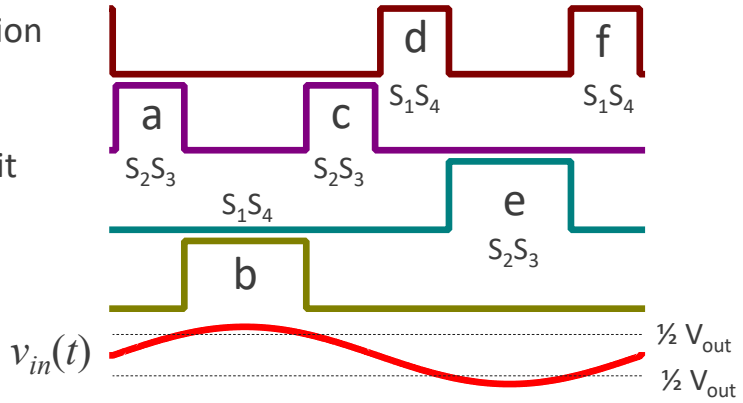 ion
d
f
S₁S₄
S₁S₄
a
c
it
S₂S₃
S₂S₃
S₁S₄
e
S₂S₃
b
vᵢₙ(t)
½ Vₒᵤₜ
½ Vₒᵤₜ